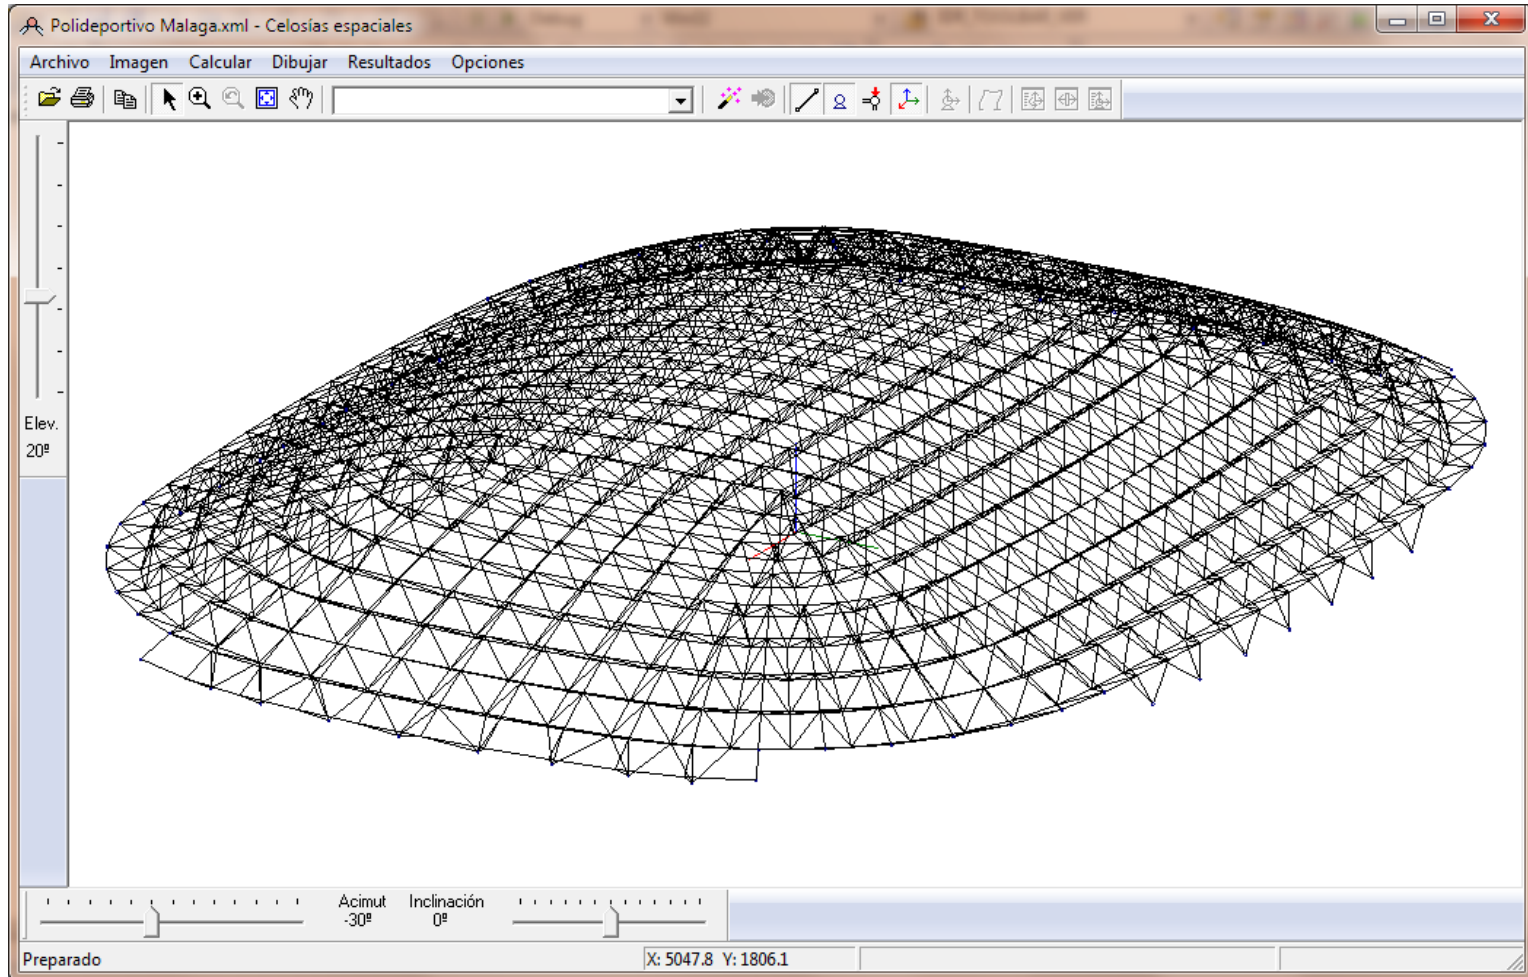 Polideportivo Malaga.xml - Celosías espaciales
Archivo Imagen Calcular Dibujar Resultados Opciones
Elev.
20º
Acimut Inclinación
-30º 0º
Preparado X: 5047.8 Y: 1806.1